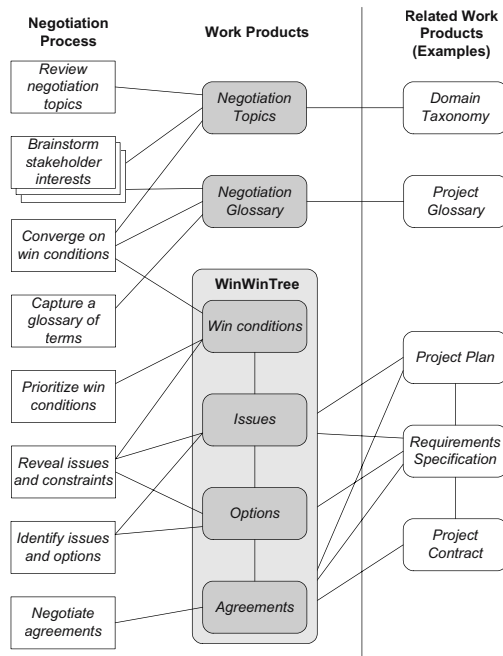 Negotiation
Process
Work Products
Related Work
Products
(Examples)
Review
negotiation
topics
Brainstorm
stakeholder
interests
Converge on
win conditions
Capture a
glossary of
terms
Prioritize win
conditions
Reveal issues
and constraints
Identify issues
and options
Negotiate
agreements
Negotiation
Topics
Negotiation
Glossary
WinWinTree
Win conditions
Issues
Options
Agreements
Domain
Taxonomy
Project
Glossary
Project Plan
Requirements
Specification
Project
Contract